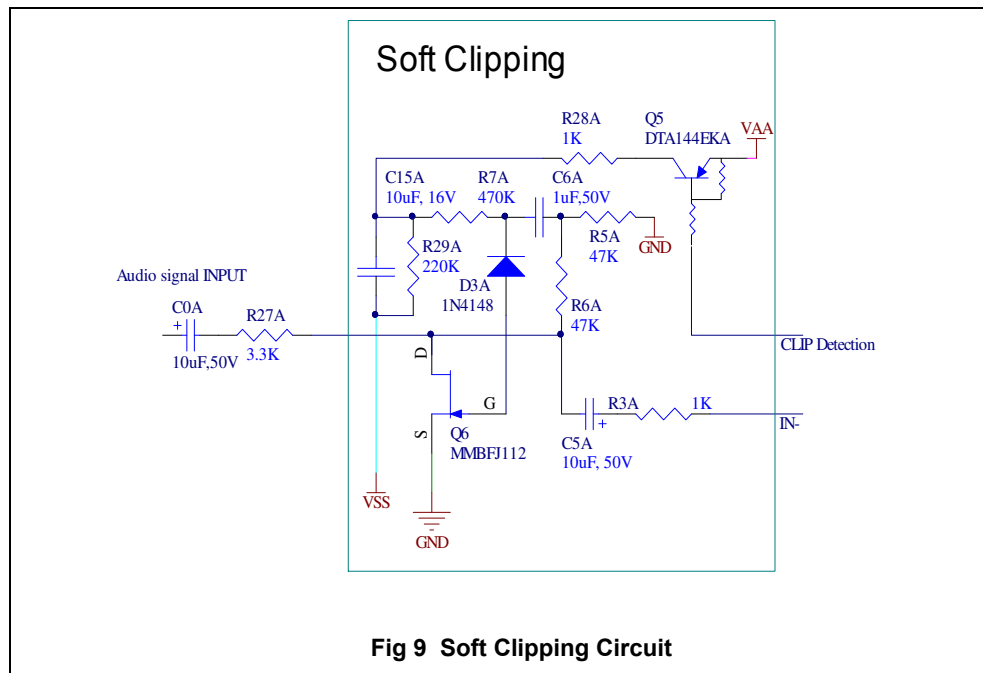 Soft Clipping
R28A
1K
Q5
DTA144EKA
VAA
C15A
10uF, 16V
R7A
470K
C6A
1uF,50V
R29A
220K
R5A
47K
GND
D3A
1N4148
R6A
47K
Audio signal INPUT
C0A
+
10uF,50V
R27A
3.3K
CLIP Detection
D
G
S
Q6
MMBFJ112
R3A
1K
IN-
+
C5A
10uF, 50V
VSS
GND
Fig 9 Soft Clipping Circuit